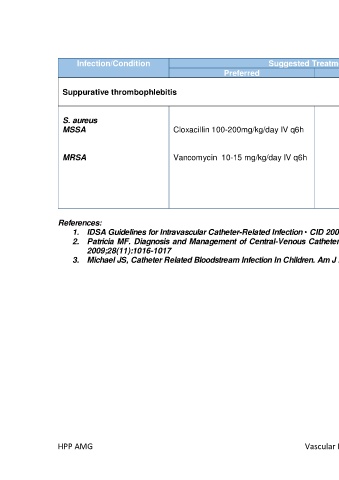 Infection/Condition Suggested Treatm
Preferred
Suppurative thrombophlebitis
S. aureus
MSSA Cloxacillin 100-200mg/kg/day IV q6h
MRSA Vancomycin 10-15 mg/kg/day IV q6h
References:
1. IDSA Guidelines for Intravascular Catheter-Related Infection • CID 200
2. Patricia MF. Diagnosis and Management of Central-Venous Catheter
2009;28(11):1016-1017
3. Michael JS, Catheter Related Bloodstream Infection In Children. Am J
HPP AMG Vascular